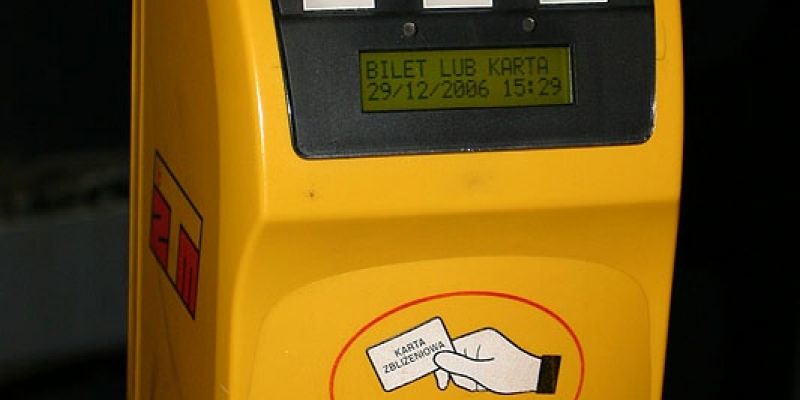 BILET LUB KARTA
29/12/2006 15:29
KARTA
ZBLIŻENIOWA